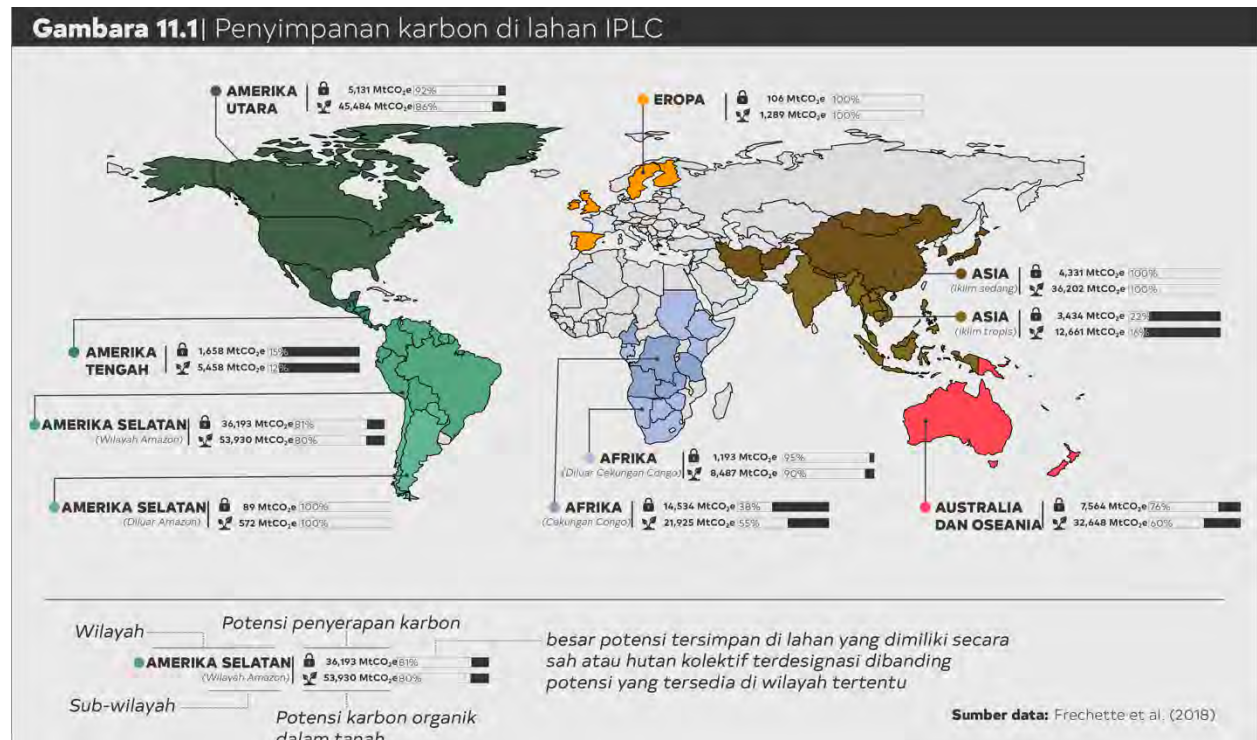 Gambara 11.1| Penyimpanan karbon di lahan IPLC
AMERIKA UTARA
5,131 MtCO₂e 92%
45,484 MtCO₂e 86%
EROPA
106 MtCO₂e 100%
1,289 MtCO₂e 100%
ASIA
(iklim sedang)
4,331 MtCO₂e 100%
36,202 MtCO₂e 100%
ASIA
(iklim tropis)
3,434 MtCO₂e 22%
12,661 MtCO₂e 16%
AMERIKA TENGAH
1,658 MtCO₂e 15%
5,458 MtCO₂e 12%
AMERIKA SELATAN
(Wilayah Amazon)
36,193 MtCO₂e 81%
53,930 MtCO₂e 80%
AFRIKA
(Diluar Cekungan Congo)
1,193 MtCO₂e 95%
8,487 MtCO₂e 90%
AMERIKA SELATAN
(Diluar Amazon)
89 MtCO₂e 100%
572 MtCO₂e 100%
AFRIKA
(Cekungan Congo)
14,534 MtCO₂e 38%
21,925 MtCO₂e 55%
AUSTRALIA DAN OSEANIA
7,564 MtCO₂e 76%
32,648 MtCO₂e 60%
Wilayah
Potensi penyerapan karbon
AMERIKA SELATAN
(Wilayah Amazon)
36,193 MtCO₂e 81%
53,930 MtCO₂e 80%
Sub-wilayah
Potensi karbon organik
dalam tanah
besar potensi tersimpan di lahan yang dimiliki secara
sah atau hutan kolektif terdesignasi dibanding
potensi yang tersedia di wilayah tertentu
Sumber data: Frechette et al. (2018)